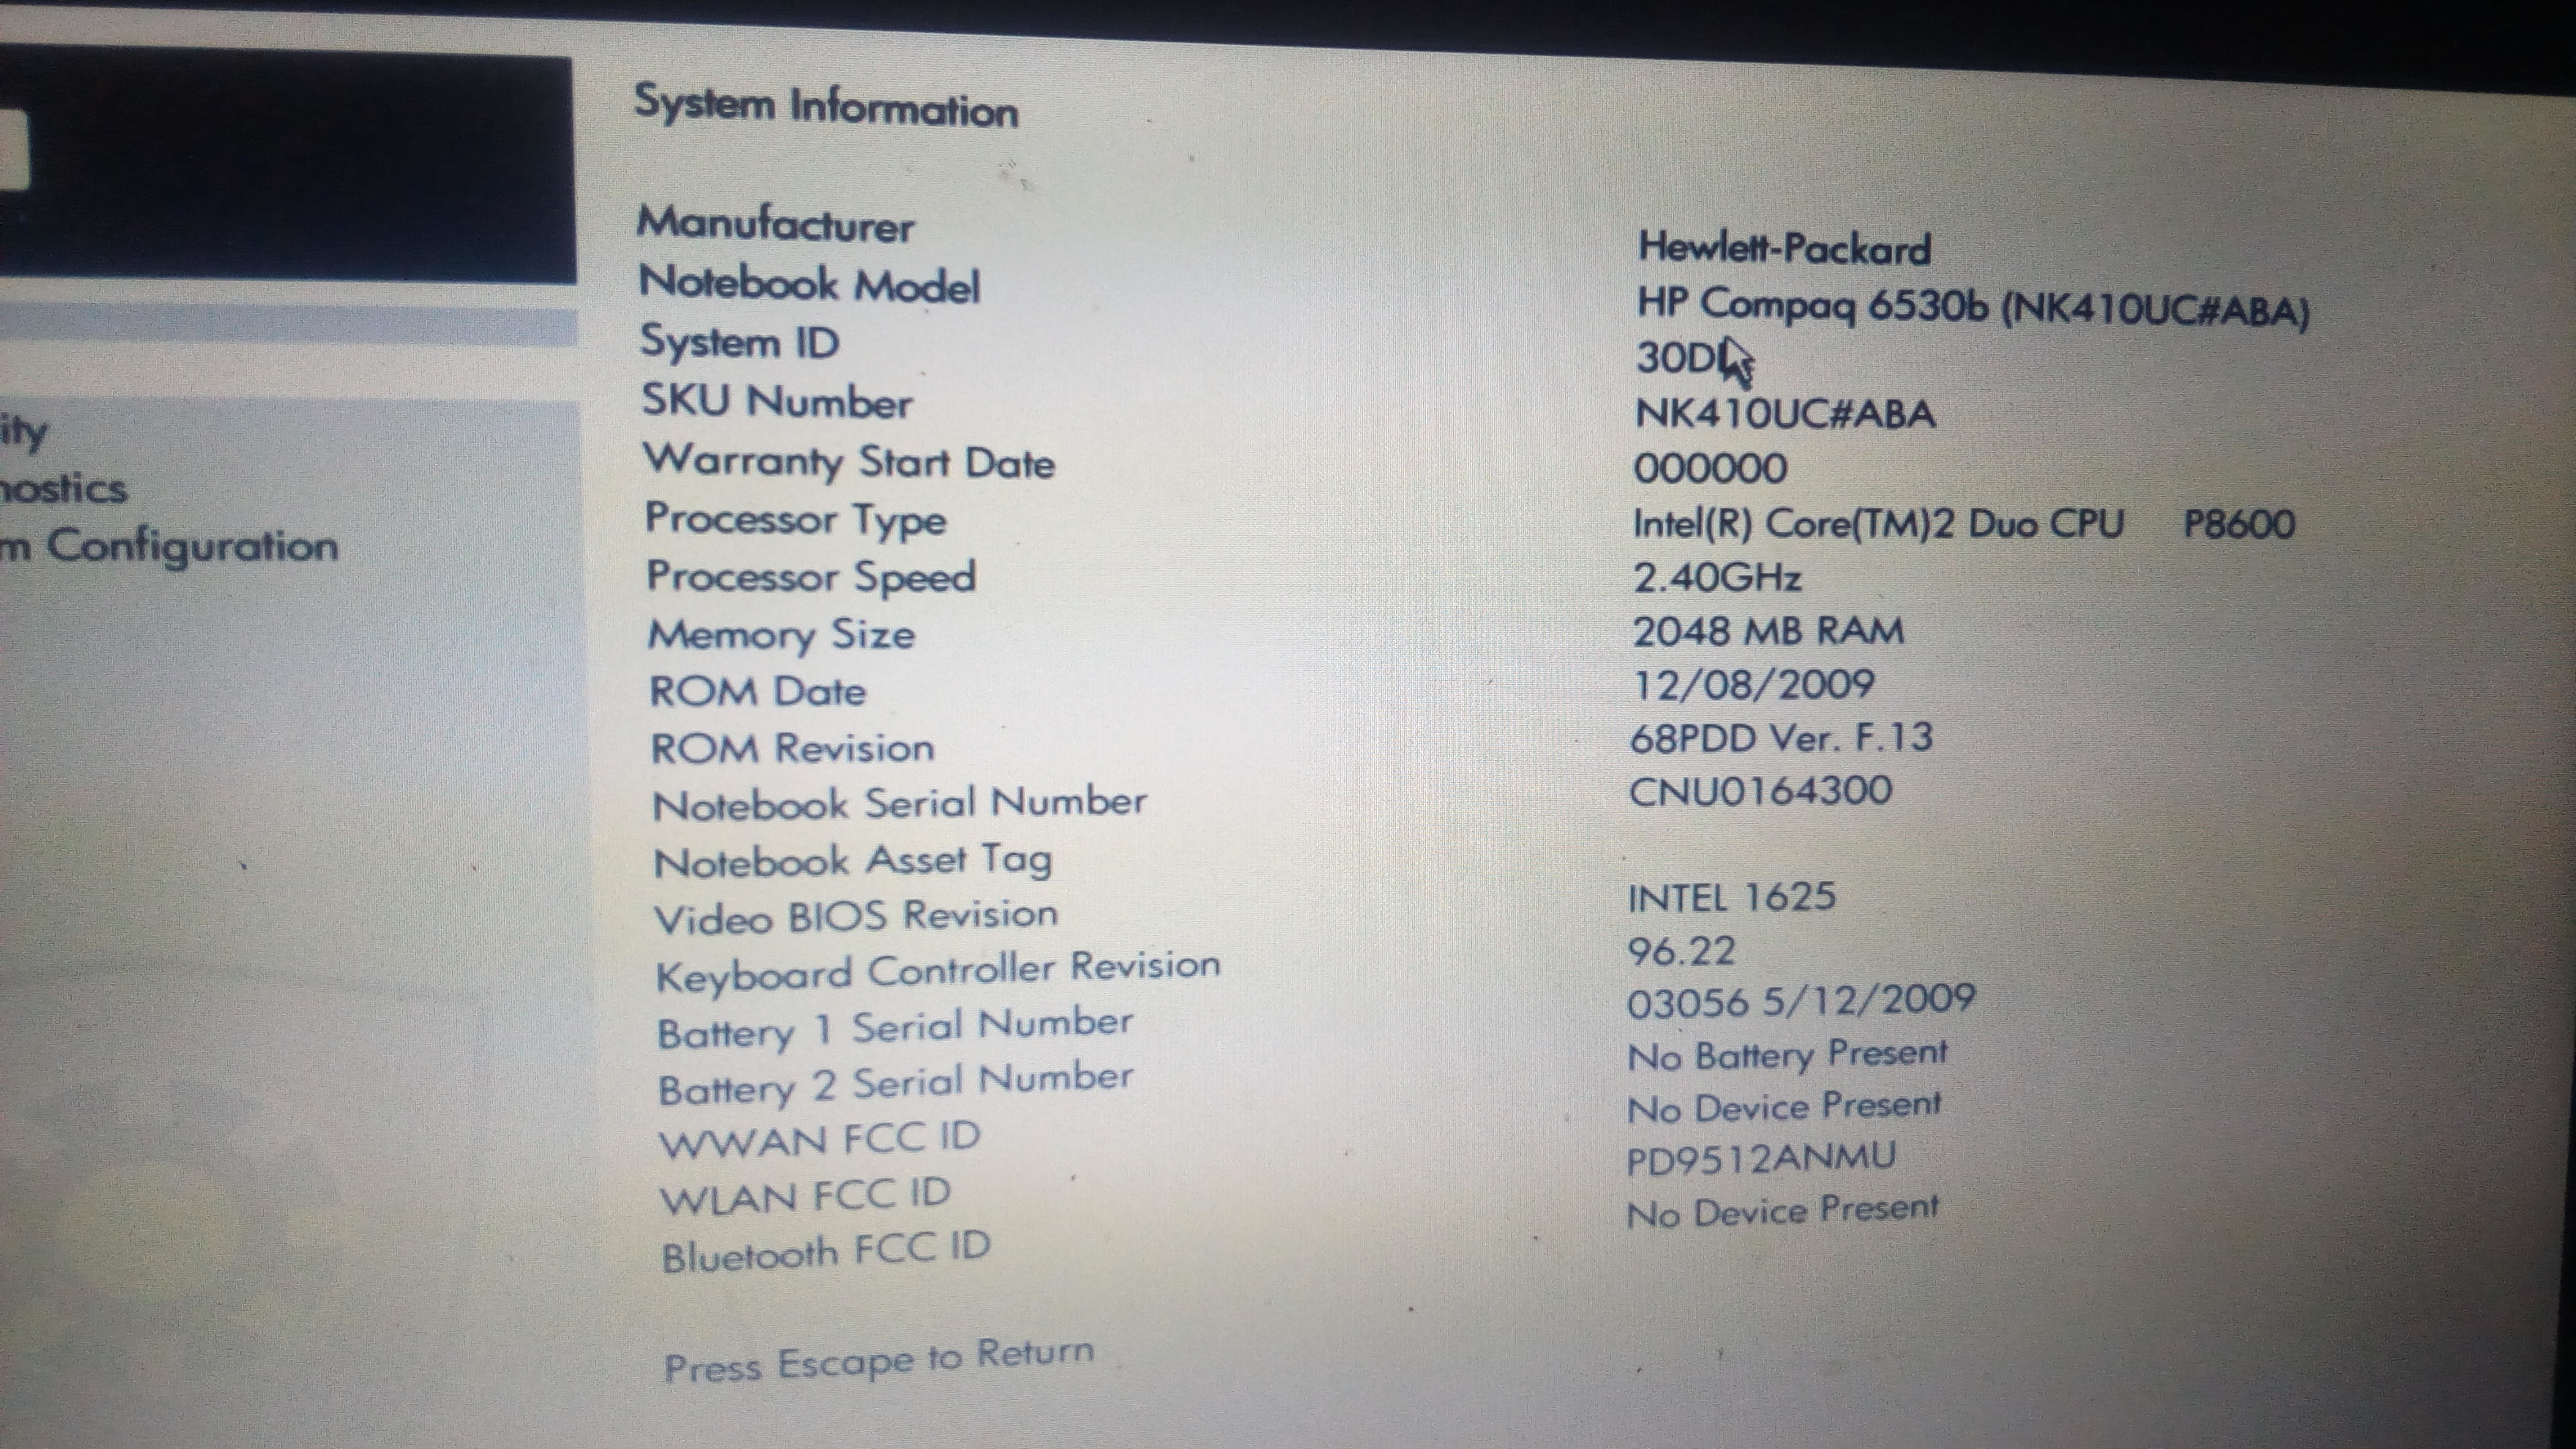 System Information
Manufacturer Hewlett-Packard
Notebook Model HP Compaq 6530b (NK410UC#ABA)
System ID
SKU Number NK410UC#ABA
Warranty Start Date 000000
Processor Type Intel(R) Core(TM)2 Duo CPU P8600
Processor Speed 2.40GHz
Memory Size 2048 MB RAM
ROM Date 12/08/2009
ROM Revision 68PDD Ver. F.13
Notebook Serial Number CNU0164300
Notebook Asset Tag
Video BIOS Revision INTEL 1625
Keyboard Controller Revision 96.22
Battery 1 Serial Number 03056 5/12/2009
Battery 2 Serial Number No Battery Present
WWAN FCC ID No Device Present
WLAN FCC ID PD9512ANMU
Bluetooth FCC ID No Device Present
Press Escape to Return
ity
nostics
m Configuration